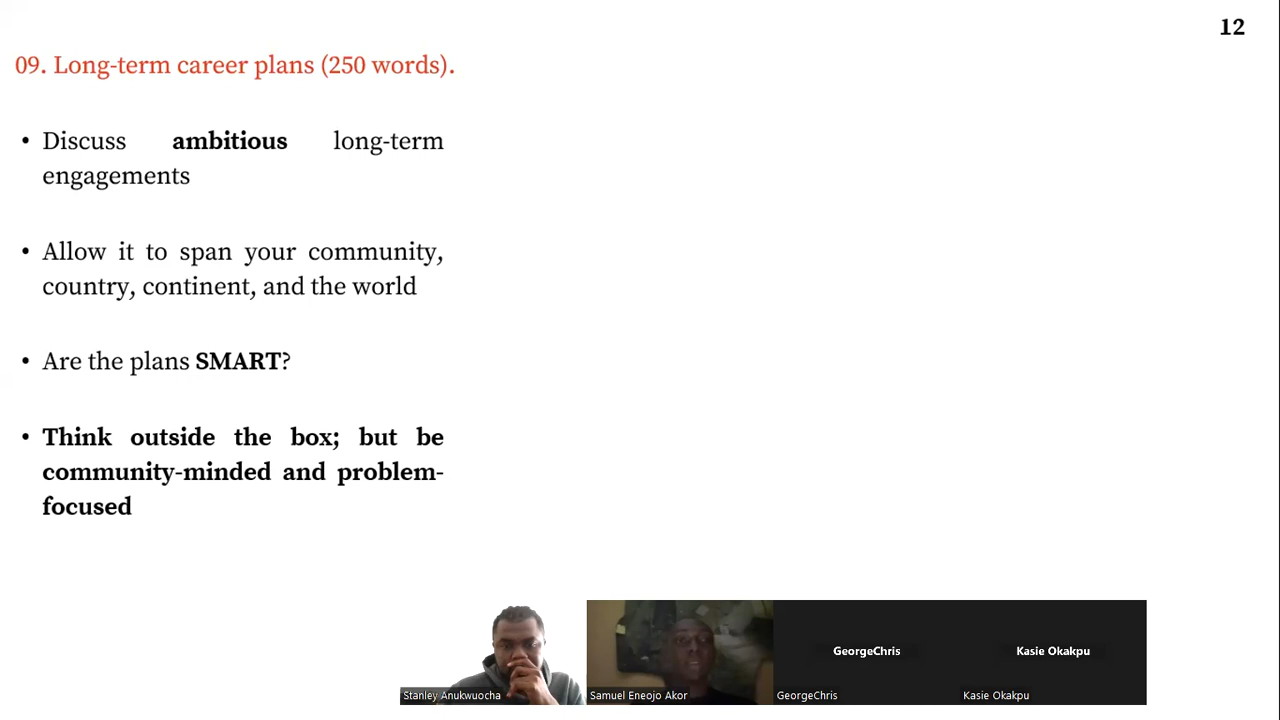 12
09. Long-term career plans (250 words).
• Discuss ambitious long-term
engagements
• Allow it to span your community,
country, continent, and the world
• Are the plans SMART?
• Think outside the box; but be
community-minded and problem-
focused
GeorgeChris
Kasie Okakpu
Stanley Anukwuocha
Samuel Eneojo Akor
GeorgeChris
Kasie Okakpu